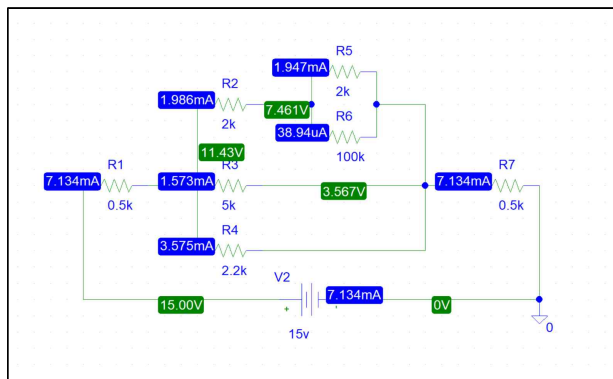 R5
1.947mA
2k
R2
1.986mA
7.461V
2k
R6
38.94uA
100k
11.43V
R1
R3
R7
7.134mA
1.573mA
3.567V
7.134mA
0.5k
5k
0.5k
R4
3.575mA
2.2k
V2
7.134mA
15.00V
+
-
0V
15v
0